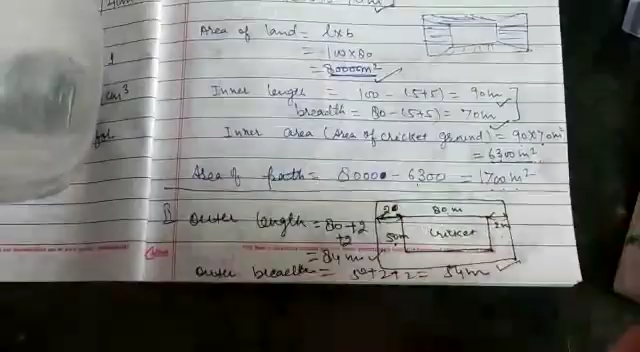 Area of land = l×b
= 100×80
= 8000m²
cm³
Inner length = 100 - (5+5) = 90m
breadth = 80 - (5+5) = 70m
Inner area (Area of cricket ground) = 90×70m²
= 6300m²
Area of path = 8000 - 6300 = 1700m²
Outer length = 80+2
+2
= 84m
80m
50m
Cricket
2m
Outer breadth = 50+2+2 = 54m